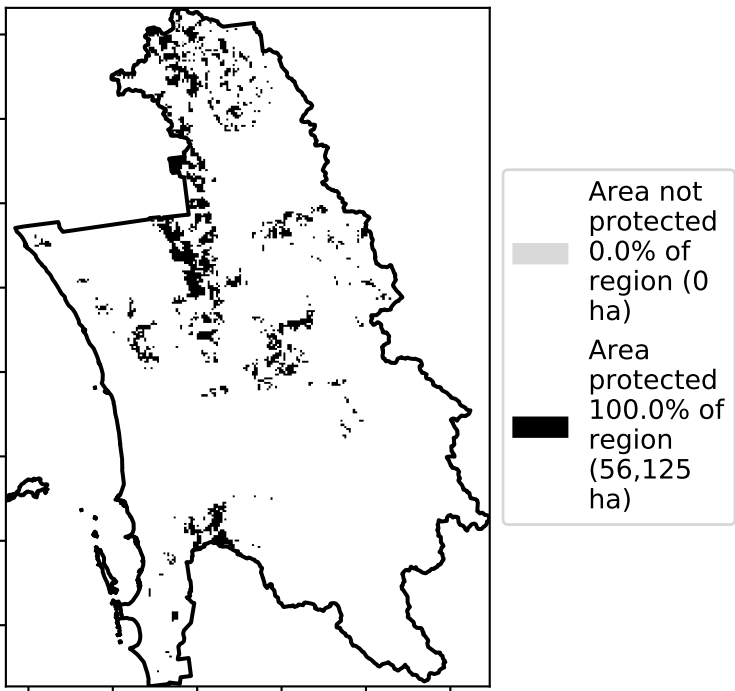 Area not
protected
0.0% of
region (0
ha)
Area
protected
100.0% of
region
(56,125
ha)